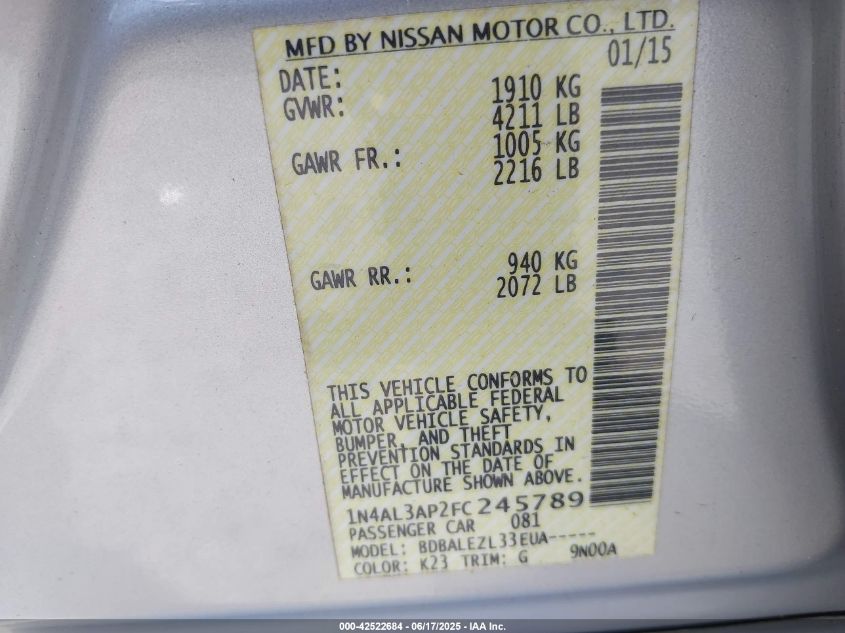 MFD BY NISSAN MOTOR CO., LTD.
DATE: 01/15
GVWR: 1910 KG
4211 LB
GAWR FR.: 1005 KG
2216 LB
GAWR RR.: 940 KG
2072 LB
THIS VEHICLE CONFORMS TO
ALL APPLICABLE FEDERAL
MOTOR VEHICLE SAFETY,
BUMPER, AND THEFT
PREVENTION STANDARDS IN
EFFECT ON THE DATE OF
MANUFACTURE SHOWN ABOVE.
1N4AL3AP2FC245789
PASSENGER CAR 081
MODEL: BDBALEZL33EUA-----
COLOR: K23 TRIM: G 9N00A
000-42522684 - 06/17/2025 - IAA Inc.